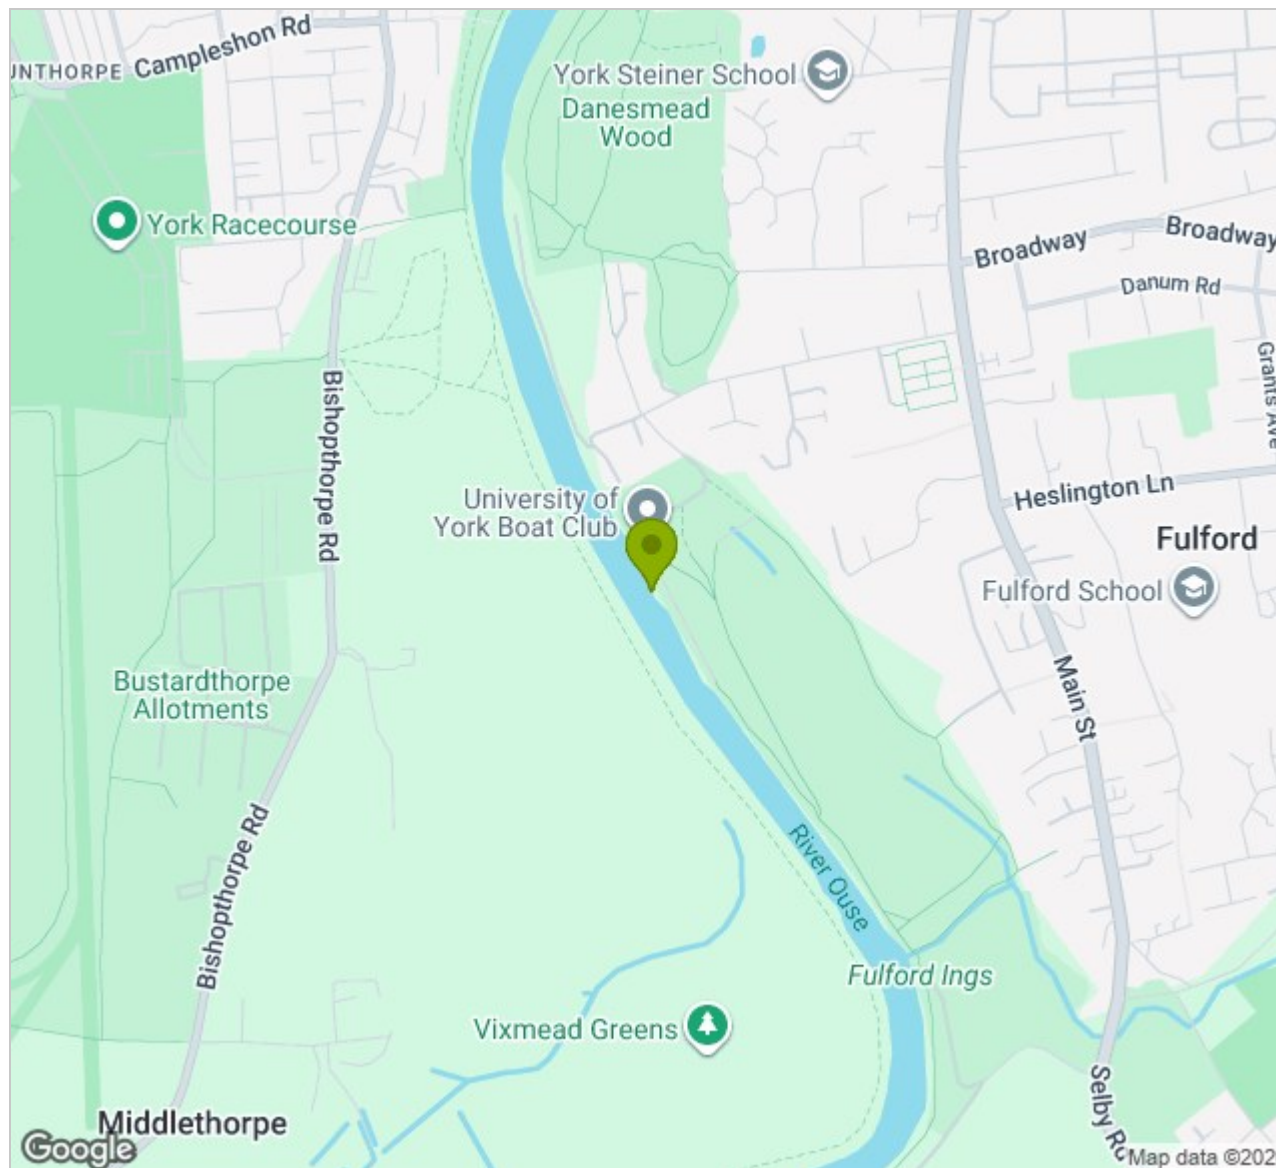 Campleshon Rd
UNTHORPE
York Steiner School
Danesmead
Wood
York Racecourse
Broadway
Broadway
Danum Rd
Grants Ave
Bishopthorpe Rd
University of
York Boat Club
Heslington Ln
Fulford
Fulford School
Bustardthorpe
Allotments
Main St
Bishopthorpe Rd
River Ouse
Fulford Ings
Vixmead Greens
Middlethorpe
Selby Rd
Google
Map data ©202